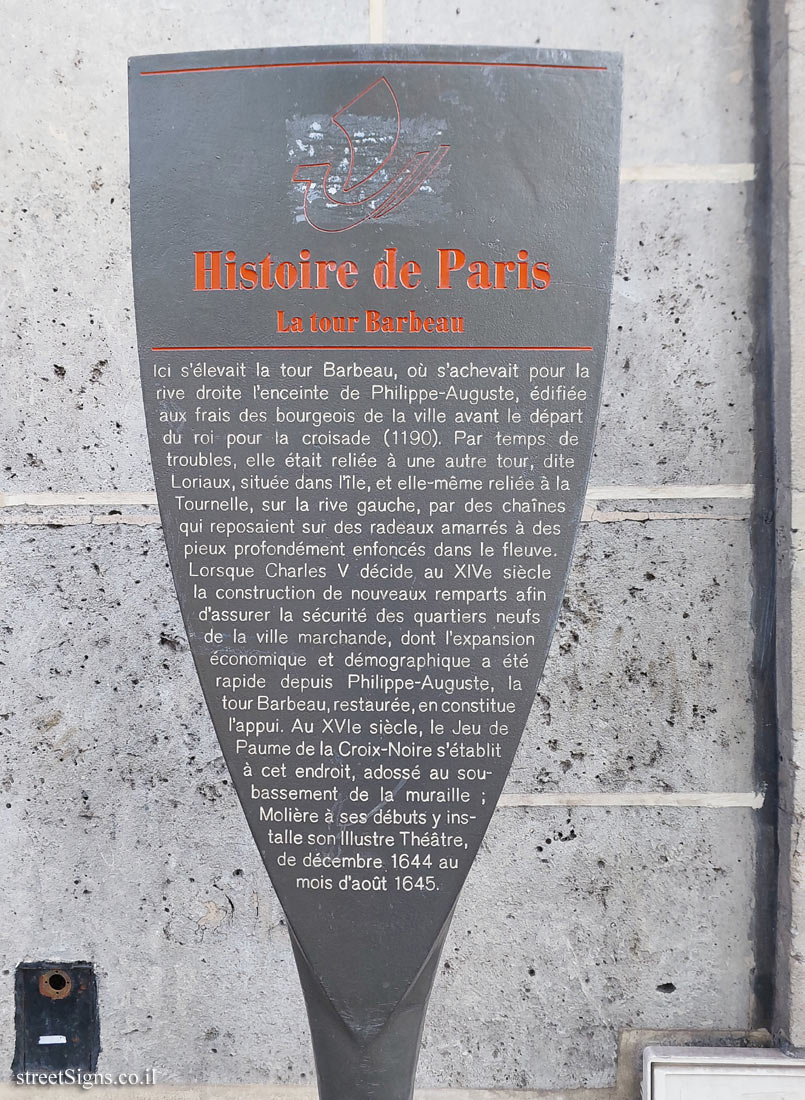 Histoire de Paris
La tour Barbeau
Ici s'élevait la tour Barbeau, où s'achevait pour la
rive droite l'enceinte de Philippe-Auguste, édifiée
aux frais des bourgeois de la ville avant le départ
du roi pour la croisade (1190). Par temps de
troubles, elle était reliée à une autre tour, dite
Loriaux, située dans l'île, et elle-même reliée à la
Tournelle, sur la rive gauche, par des chaînes
qui reposaient sur des radeaux amarrés à des
pieux profondément enfoncés dans le fleuve.
Lorsque Charles V décide au XIVe siècle
la construction de nouveaux remparts afin
d'assurer la sécurité des quartiers neufs
de la ville marchande, dont l'expansion
économique et démographique a été
rapide depuis Philippe-Auguste, la
tour Barbeau, restaurée, en constitue
l'appui. Au XVIe siècle, le Jeu de
Paume de la Croix-Noire s'établit
à cet endroit, adossé au sou-
bassement de la muraille ;
Molière à ses débuts y ins-
talle son Illustre Théâtre,
de décembre 1644 au
mois d'août 1645.
streetSigns.co.il